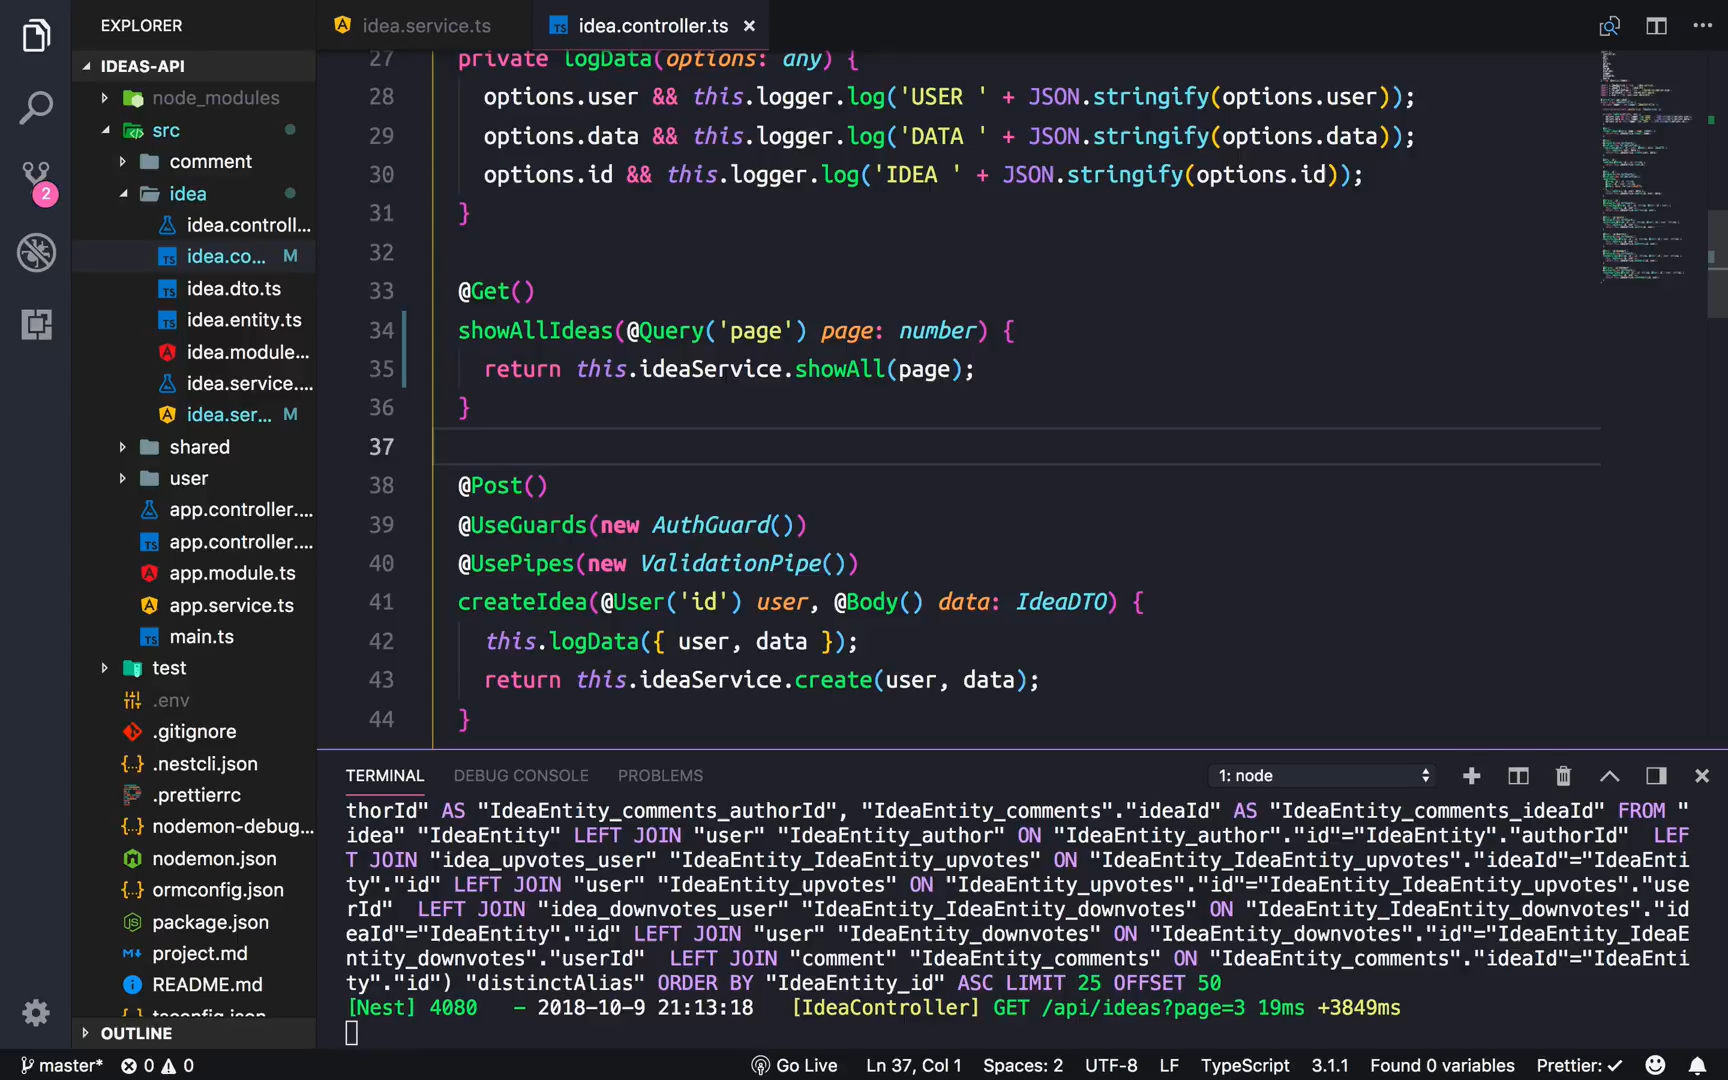 EXPLORER
IDEAS-API
node_modules
src
comment
idea
idea.controll...
idea.co... M
idea.dto.ts
idea.entity.ts
idea.module...
idea.service....
idea.ser... M
shared
user
app.controller....
app.controller....
app.module.ts
app.service.ts
main.ts
test
.env
.gitignore
.nestcli.json
.prettierrc
nodemon-debug...
nodemon.json
ormconfig.json
package.json
project.md
README.md
tsconfig.json
OUTLINE
2
idea.service.ts
idea.controller.ts
27 private logData(options: any) {
28 options.user && this.logger.log('USER ' + JSON.stringify(options.user));
29 options.data && this.logger.log('DATA ' + JSON.stringify(options.data));
30 options.id && this.logger.log('IDEA ' + JSON.stringify(options.id));
31 }
32
33 @Get()
34 showAllIdeas(@Query('page') page: number) {
35 return this.ideaService.showAll(page);
36 }
37
38 @Post()
39 @UseGuards(new AuthGuard())
40 @UsePipes(new ValidationPipe())
41 createIdea(@User('id') user, @Body() data: IdeaDTO) {
42 this.logData({ user, data });
43 return this.ideaService.create(user, data);
44 }
TERMINAL DEBUG CONSOLE PROBLEMS 1: node
thorId" AS "IdeaEntity_comments_authorId", "IdeaEntity_comments"."ideaId" AS "IdeaEntity_comments_ideaId" FROM "
idea" "IdeaEntity" LEFT JOIN "user" "IdeaEntity_author" ON "IdeaEntity_author"."id"="IdeaEntity"."authorId"  LEF
T JOIN "idea_upvotes_user" "IdeaEntity_IdeaEntity_upvotes" ON "IdeaEntity_IdeaEntity_upvotes"."ideaId"="IdeaEnti
ty"."id" LEFT JOIN "user" "IdeaEntity_upvotes" ON "IdeaEntity_upvotes"."id"="IdeaEntity_IdeaEntity_upvotes"."use
rId"  LEFT JOIN "idea_downvotes_user" "IdeaEntity_IdeaEntity_downvotes" ON "IdeaEntity_IdeaEntity_downvotes"."id
eaId"="IdeaEntity"."id" LEFT JOIN "user" "IdeaEntity_downvotes" ON "IdeaEntity_downvotes"."id"="IdeaEntity_IdeaE
ntity_downvotes"."userId"  LEFT JOIN "comment" "IdeaEntity_comments" ON "IdeaEntity_comments"."ideaId"="IdeaEnti
ty"."id") "distinctAlias" ORDER BY "IdeaEntity_id" ASC LIMIT 25 OFFSET 50
[Nest] 4080   - 2018-10-9 21:13:18   [IdeaController] GET /api/ideas?page=3 19ms +3849ms
master* 0 0 Go Live Ln 37, Col 1 Spaces: 2 UTF-8 LF TypeScript 3.1.1 Found 0 variables Prettier: ✓